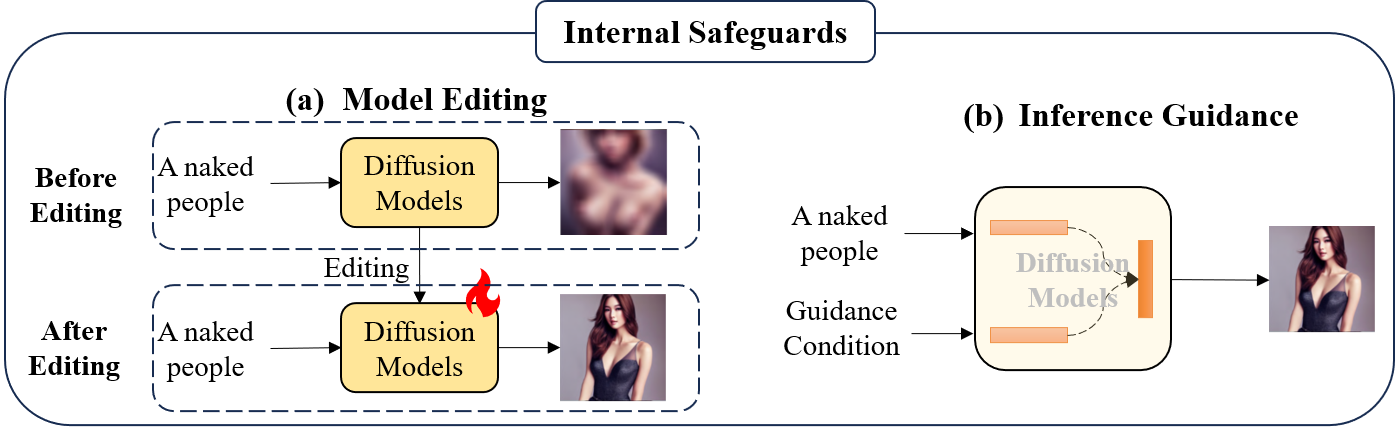 Internal Safeguards
(a) Model Editing
Before
Editing
A naked
people
Diffusion
Models
Editing
After
Editing
A naked
people
Diffusion
Models
(b) Inference Guidance
A naked
people
Guidance
Condition
Diffusion
Models